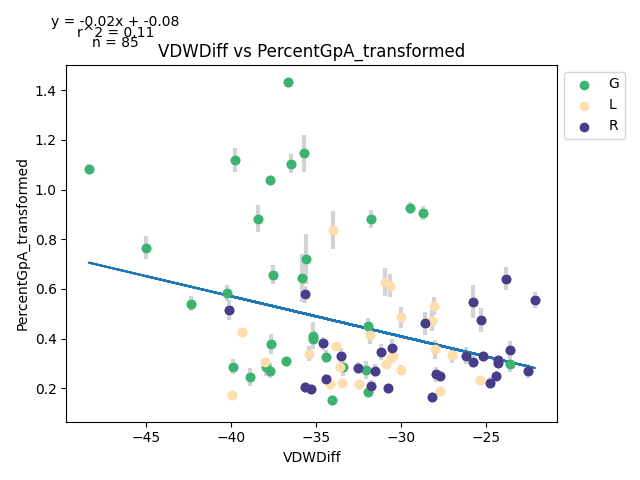 y = -0.02x + -0.08
r^2 = 0.11
n = 85
VDWDiff vs PercentGpA_transformed
G
L
R
PercentGpA_transformed
1.4
1.2
1.0
0.8
0.6
0.4
0.2
−45
−40
−35
−30
−25
VDWDiff